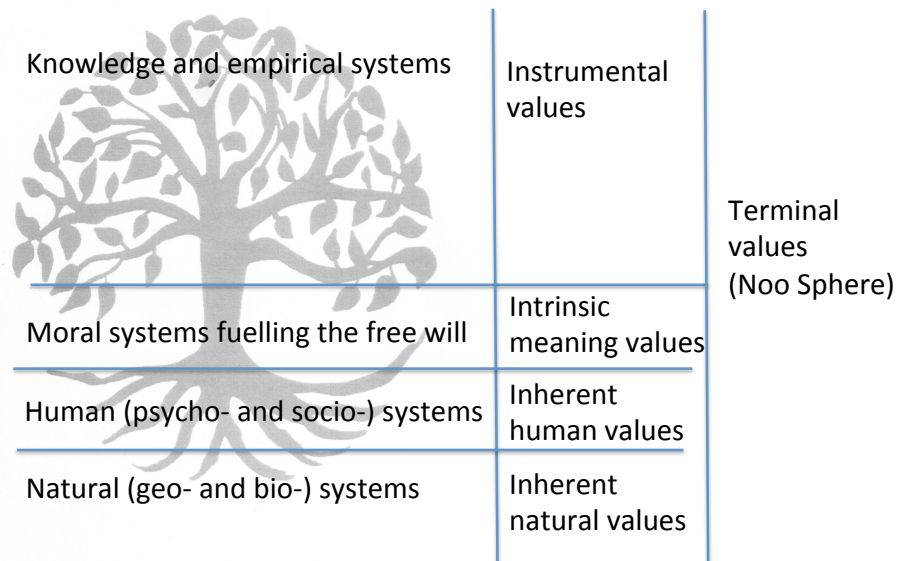 Knowledge and empirical systems
Instrumental
values
Terminal
values
(Noo Sphere)
Moral systems fuelling the free will
Intrinsic
meaning values
Human (psycho- and socio-) systems
Inherent
human values
Natural (geo- and bio-) systems
Inherent
natural values